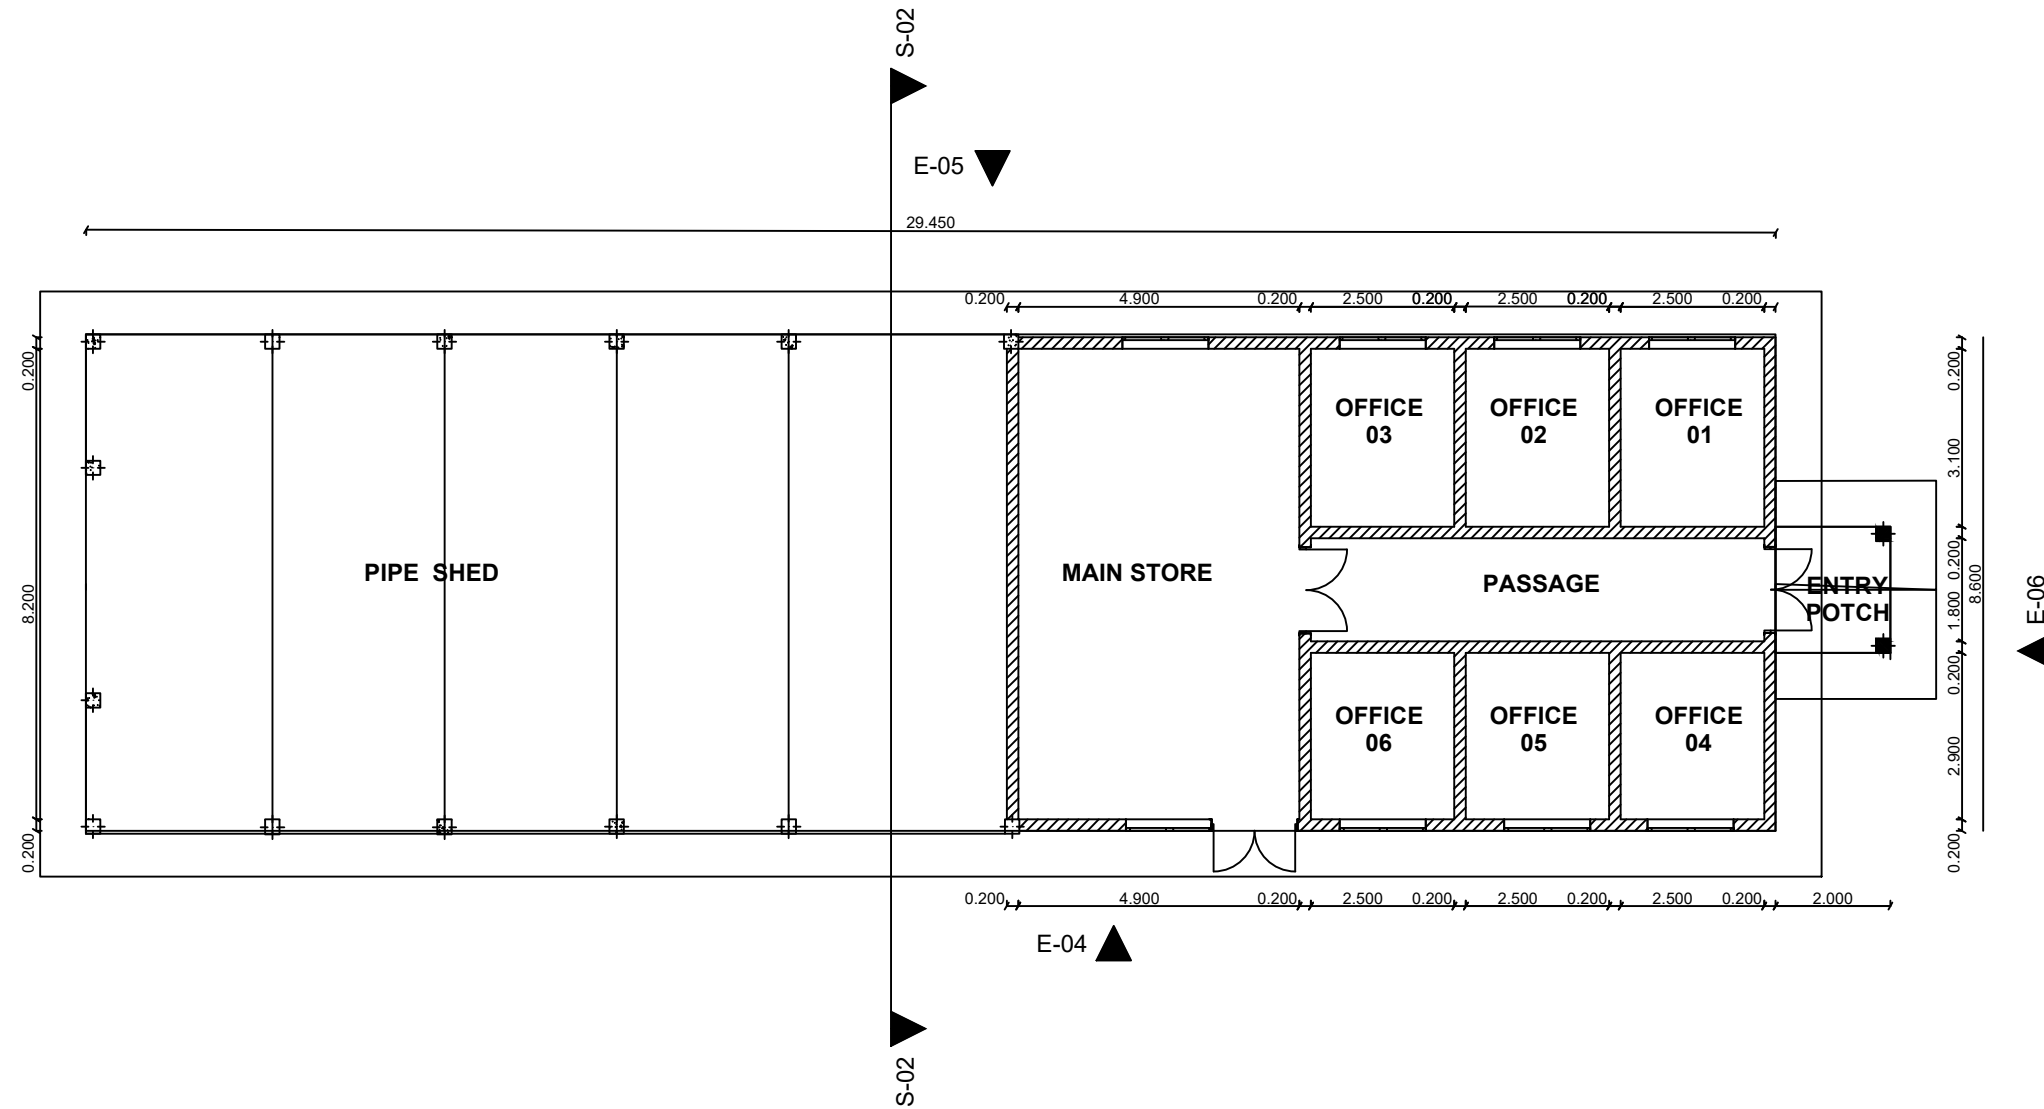 S-02
E-05
29.450
0.200 4.900 0.200 2.500 0.200 2.500 0.200 2.500 0.200
0.200
8.200
0.200
PIPE SHED
MAIN STORE
OFFICE
03
OFFICE
02
OFFICE
01
PASSAGE
ENTRY
POTCH
OFFICE
06
OFFICE
05
OFFICE
04
0.200
3.100
0.200
1.800
0.200
2.900
0.200
8.600
E-06
0.200 4.900 0.200 2.500 0.200 2.500 0.200 2.500 0.200 2.000
E-04
S-02